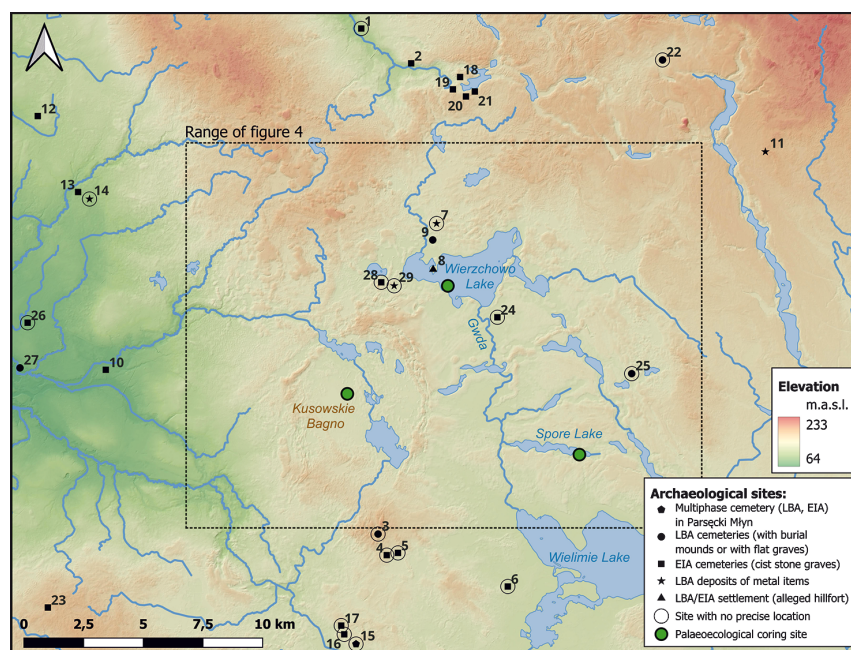 1
2
18
19
20
21
22
12
Range of figure 4
11
13
14
7
9
8
Wierzchowo
Lake
28
29
24
Gwda
26
27
10
25
Kusowskie
Bagno
Spore Lake
Elevation
m.a.s.l.
233
64
3
4
5
Wielimie Lake
6
23
17
16
15
0
2,5
5
7,5
10 km
Archaeological sites:
Multiphase cemetery (LBA, EIA)
in Parsęcki Młyn
LBA cemeteries (with burial
mounds or with flat graves)
EIA cemeteries (cist stone graves)
LBA deposits of metal items
LBA/EIA settlement (alleged hillfort)
Site with no precise location
Palaeoecological coring site